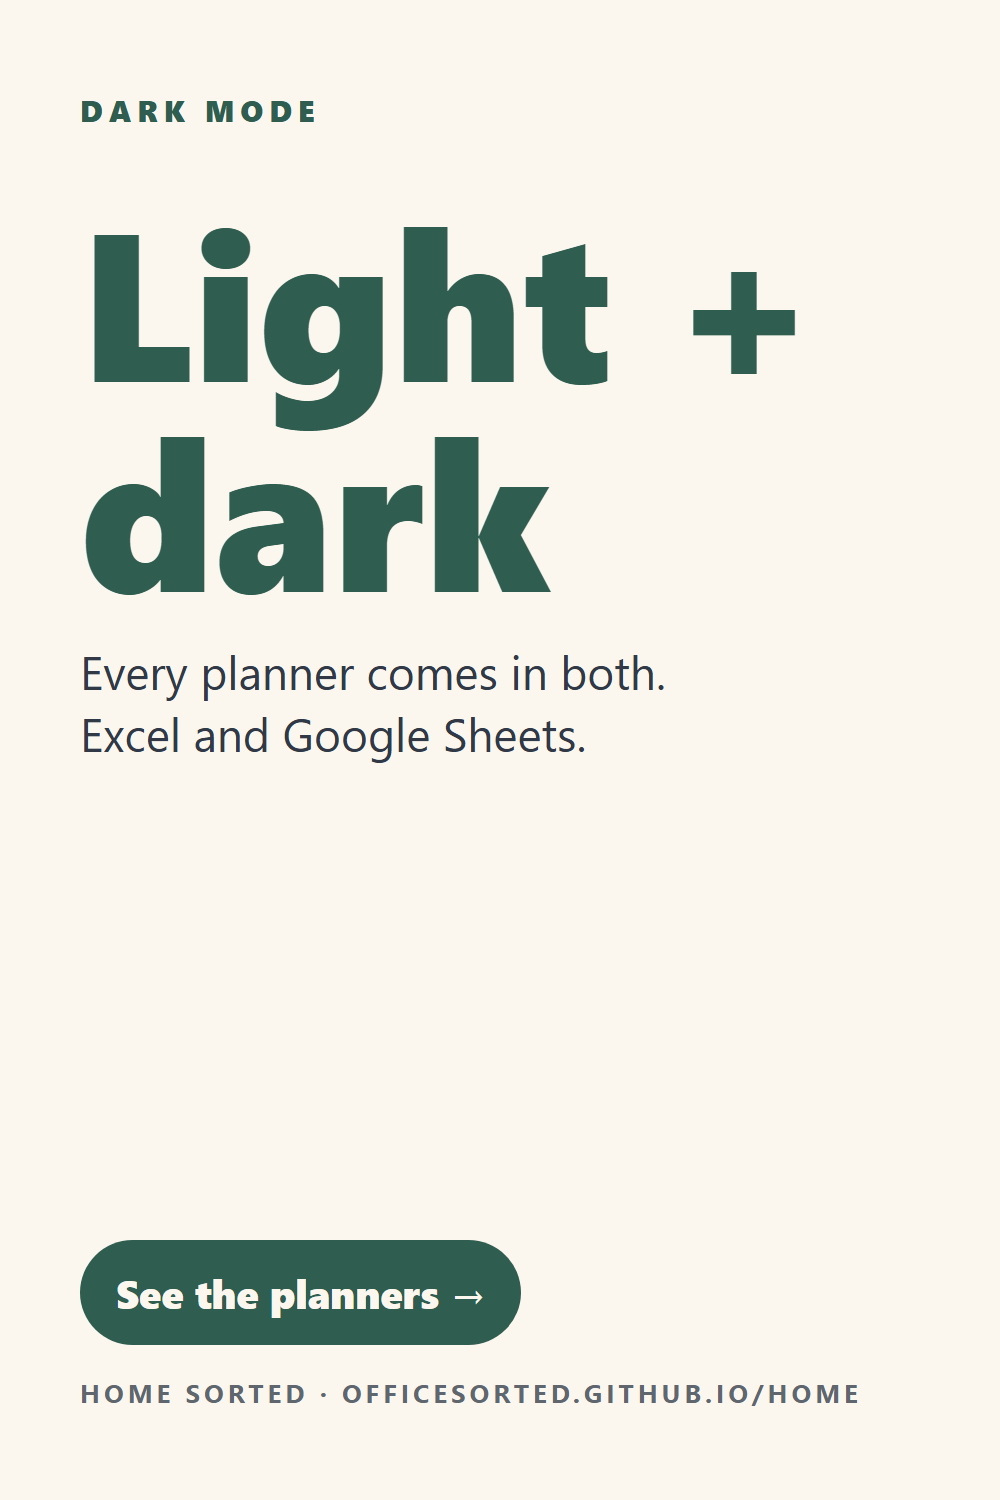 DARK MODE
Light +
dark
Every planner comes in both.
Excel and Google Sheets.
See the planners →
HOME SORTED · OFFICESORTED.GITHUB.IO/HOME